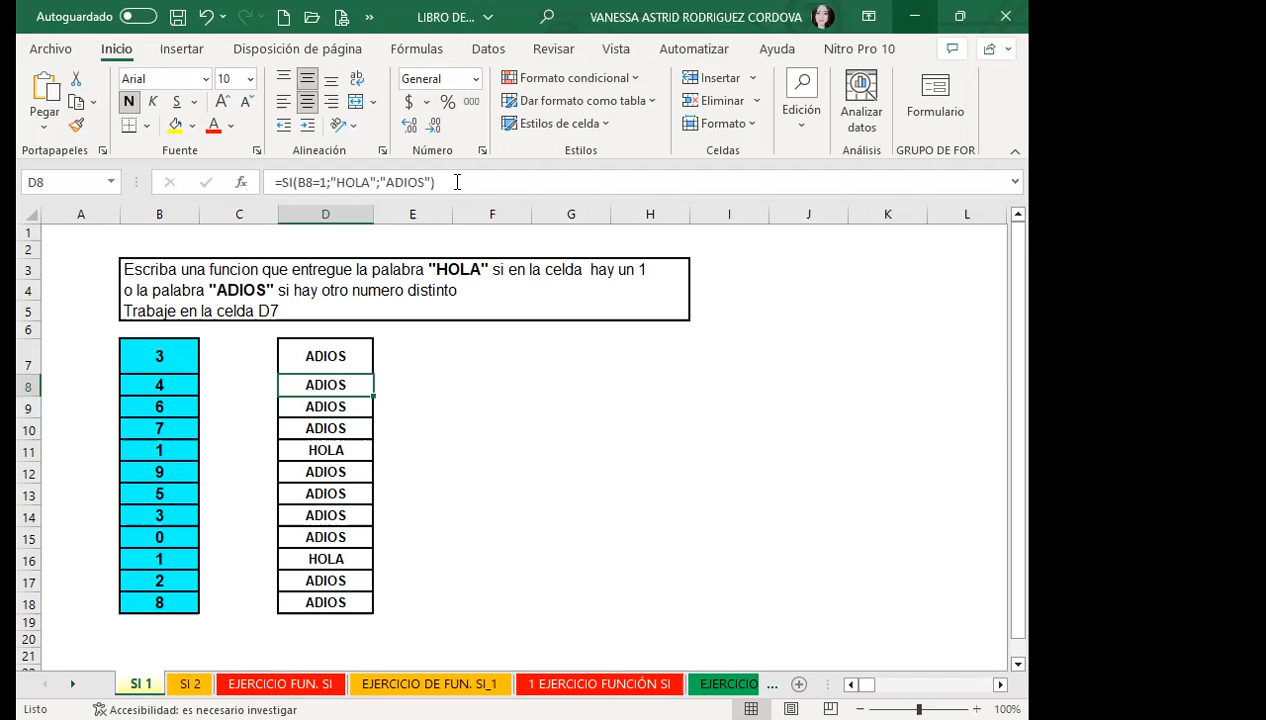 Autoguardado
LIBRO DE...
VANESSA ASTRID RODRIGUEZ CORDOVA
Archivo Inicio Insertar Disposición de página Fórmulas Datos Revisar Vista Automatizar Ayuda Nitro Pro 10
Pegar
Arial 10
N K S
General
$ % 000
Formato condicional
Dar formato como tabla
Estilos de celda
Insertar
Eliminar
Formato
Edición
Analizar datos
Formulario
Portapapeles Fuente Alineación Número Estilos Celdas Análisis GRUPO DE FOR
D8 fx =SI(B8=1;"HOLA";"ADIOS")
A B C D E F G H I J K L
1
2
3 Escriba una funcion que entregue la palabra "HOLA" si en la celda hay un 1
4 o la palabra "ADIOS" si hay otro numero distinto
5 Trabaje en la celda D7
6
7 3 ADIOS
8 4 ADIOS
9 6 ADIOS
10 7 ADIOS
11 1 HOLA
12 9 ADIOS
13 5 ADIOS
14 3 ADIOS
15 0 ADIOS
16 1 HOLA
17 2 ADIOS
18 8 ADIOS
19
20
21
SI 1 SI 2 EJERCICIO FUN. SI EJERCICIO DE FUN. SI_1 1 EJERCICIO FUNCIÓN SI EJERCICIO ...
Listo Accesibilidad: es necesario investigar 100%